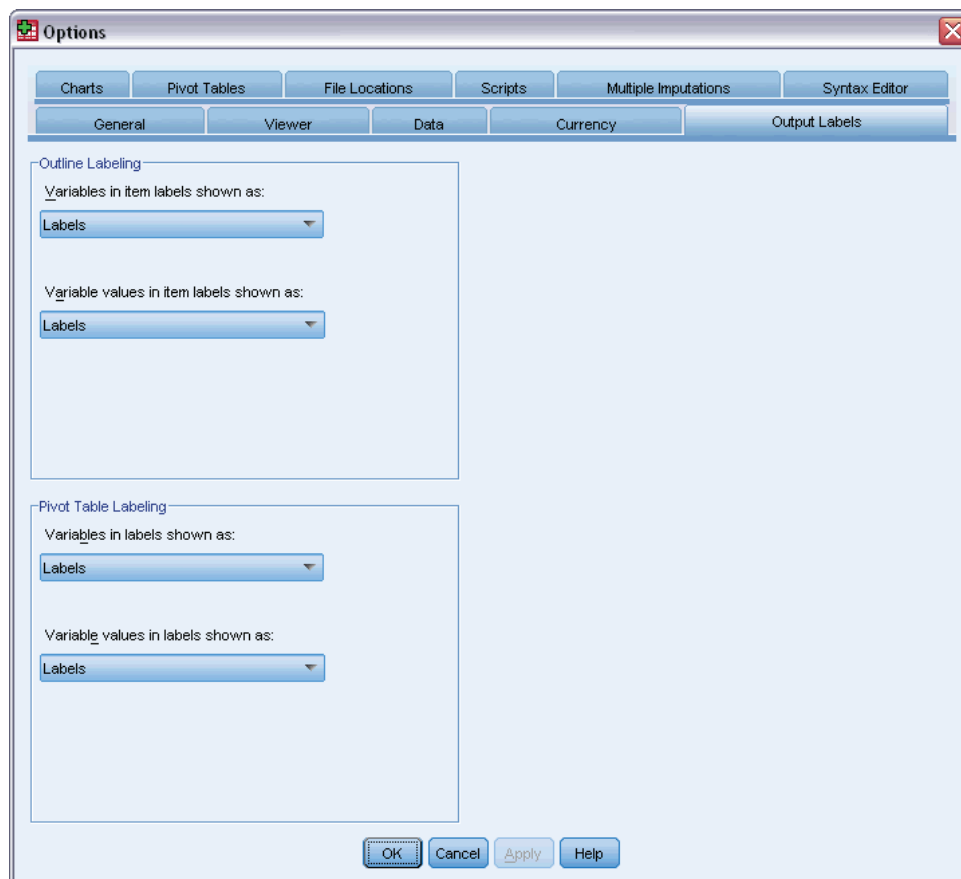 Options
Charts Pivot Tables File Locations Scripts Multiple Imputations Syntax Editor
General Viewer Data Currency Output Labels
Outline Labeling
Variables in item labels shown as:
Labels
Variable values in item labels shown as:
Labels
Pivot Table Labeling
Variables in labels shown as:
Labels
Variable values in labels shown as:
Labels
OK Cancel Apply Help